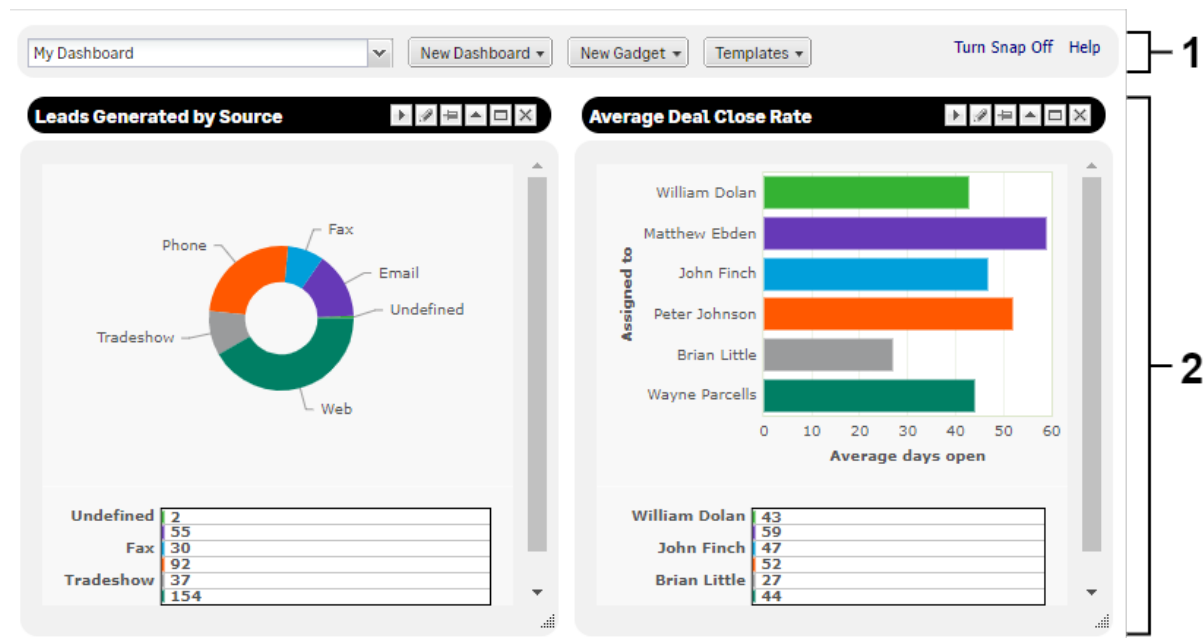 My Dashboard New Dashboard New Gadget Templates Turn Snap Off Help 1
Leads Generated by Source
Phone
Fax
Email
Undefined
Tradeshow
Web
Undefined 2
55
Fax 30
92
Tradeshow 37
154
Average Deal Close Rate
Assigned to
William Dolan
Matthew Ebden
John Finch
Peter Johnson
Brian Little
Wayne Parcells
0 10 20 30 40 50 60
Average days open
William Dolan 43
59
John Finch 47
52
Brian Little 27
44
2